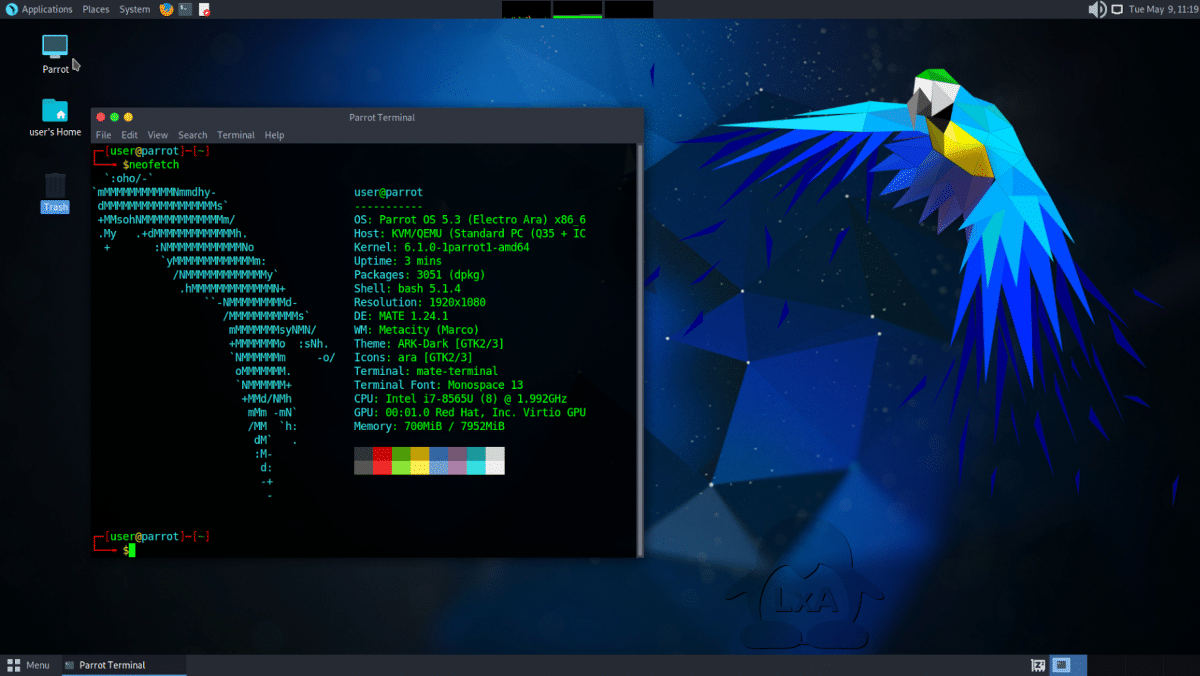 Applications Places System
Tue May 9, 11:19
Parrot
user's Home
Trash
Parrot Terminal
File Edit View Search Terminal Help
┌─[user@parrot]─[~]
└──╼ $neofetch
`:oho/-`
`mMMMMMMMMMMMNmmdhy-
dMMMMMMMMMMMMMMMMMMs`
+MMsohNMMMMMMMMMMMMMm/
.My   .+dMMMMMMMMMMMMMh.
+       :NMMMMMMMMMMMMNo
`yMMMMMMMMMMMMMm:
/NMMMMMMMMMMMMMy`
.hMMMMMMMMMMMMMN+
``-NMMMMMMMMMd-
/MMMMMMMMMMMs`
mMMMMMMMsyNMN/
+MMMMMMMo  :sNh.
`NMMMMMMm     -o/
oMMMMMMM.
`NMMMMMM+
+MMd/NMh
mMm -mN`
/MM  `h:
dM`   .
:M-
d:
-+
-
user@parrot
-----------
OS: Parrot OS 5.3 (Electro Ara) x86_6
Host: KVM/QEMU (Standard PC (Q35 + IC
Kernel: 6.1.0-1parrot1-amd64
Uptime: 3 mins
Packages: 3051 (dpkg)
Shell: bash 5.1.4
Resolution: 1920x1080
DE: MATE 1.24.1
WM: Metacity (Marco)
Theme: ARK-Dark [GTK2/3]
Icons: ara [GTK2/3]
Terminal: mate-terminal
Terminal Font: Monospace 13
CPU: Intel i7-8565U (8) @ 1.992GHz
GPU: 00:01.0 Red Hat, Inc. Virtio GPU
Memory: 700MiB / 7952MiB
┌─[user@parrot]─[~]
└──╼ $
LxA
Menu
Parrot Terminal